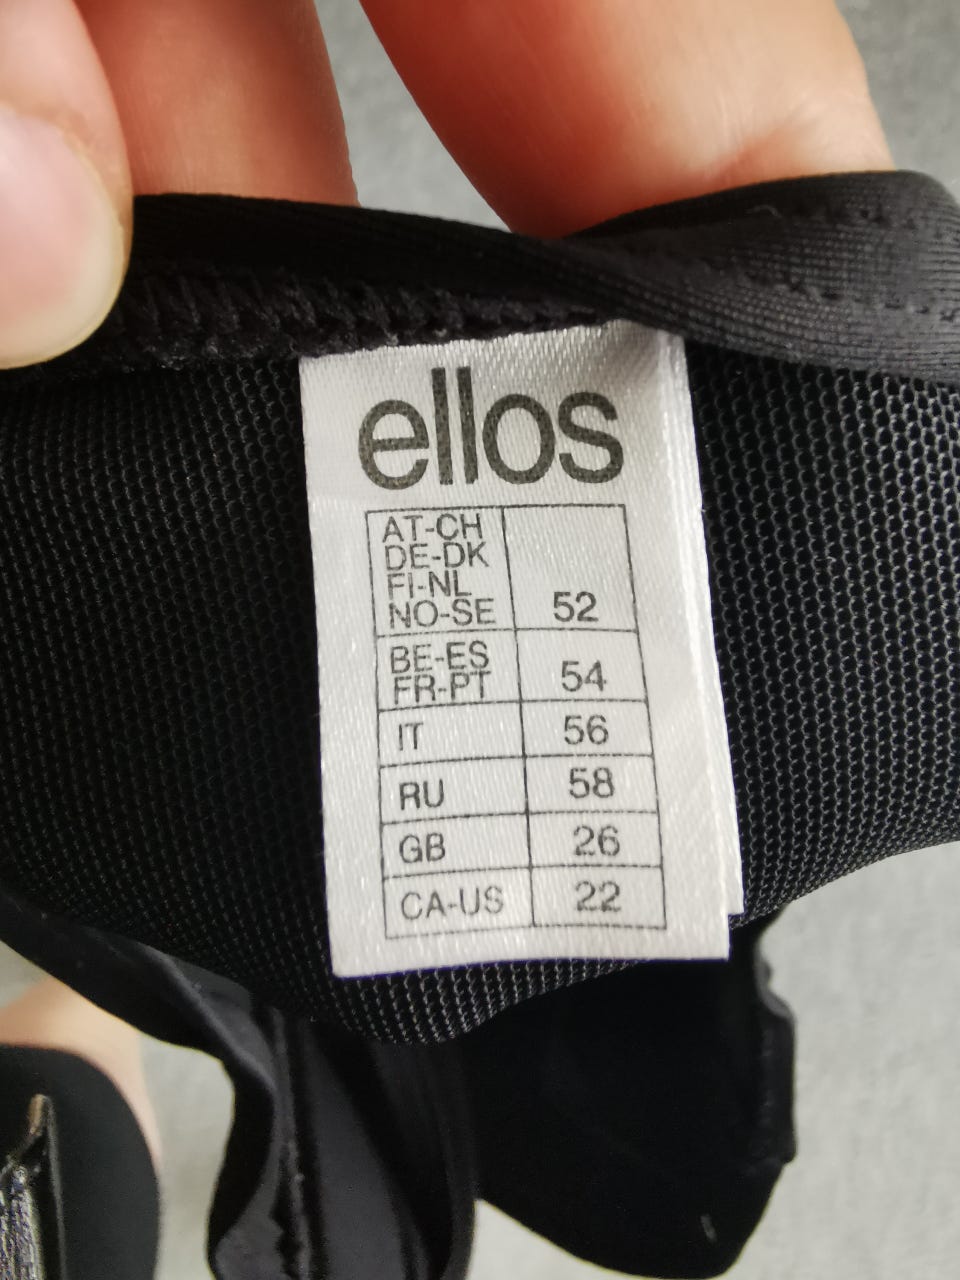 ellos
AT-CH
DE-DK
FI-NL
NO-SE 52
BE-ES
FR-PT 54
IT 56
RU 58
GB 26
CA-US 22